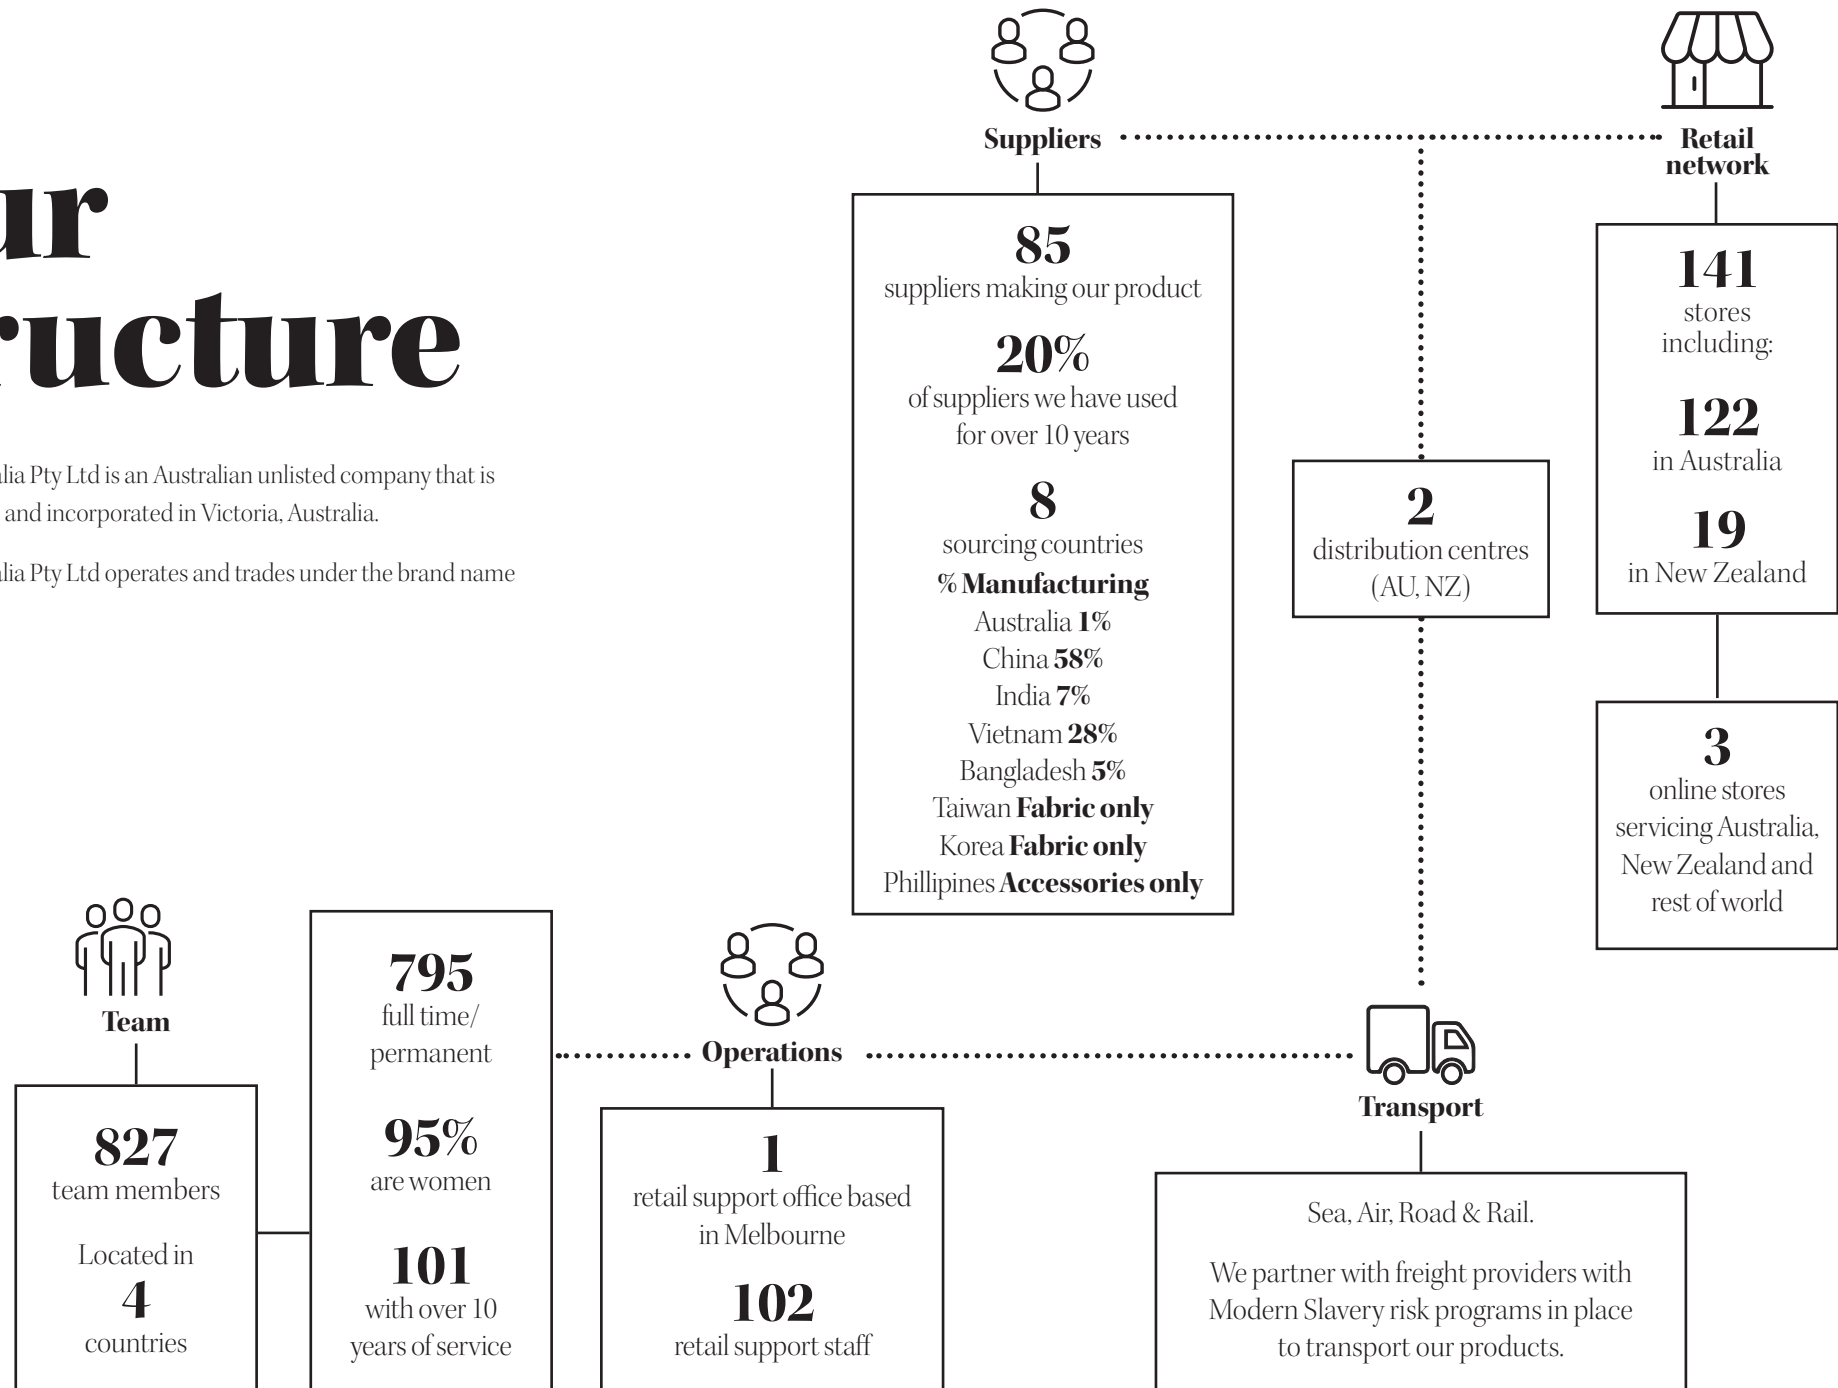 ur
ructure
alia Pty Ltd is an Australian unlisted company that is
and incorporated in Victoria, Australia.
alia Pty Ltd operates and trades under the brand name
Suppliers
85
suppliers making our product
20%
of suppliers we have used
for over 10 years
8
sourcing countries
% Manufacturing
Australia 1%
China 58%
India 7%
Vietnam 28%
Bangladesh 5%
Taiwan Fabric only
Korea Fabric only
Phillipines Accessories only
2
distribution centres
(AU, NZ)
Retail
network
141
stores
including:
122
in Australia
19
in New Zealand
3
online stores
servicing Australia,
New Zealand and
rest of world
Team
827
team members
Located in
4
countries
795
full time/
permanent
95%
are women
101
with over 10
years of service
Operations
1
retail support office based
in Melbourne
102
retail support staff
Transport
Sea, Air, Road & Rail.
We partner with freight providers with
Modern Slavery risk programs in place
to transport our products.